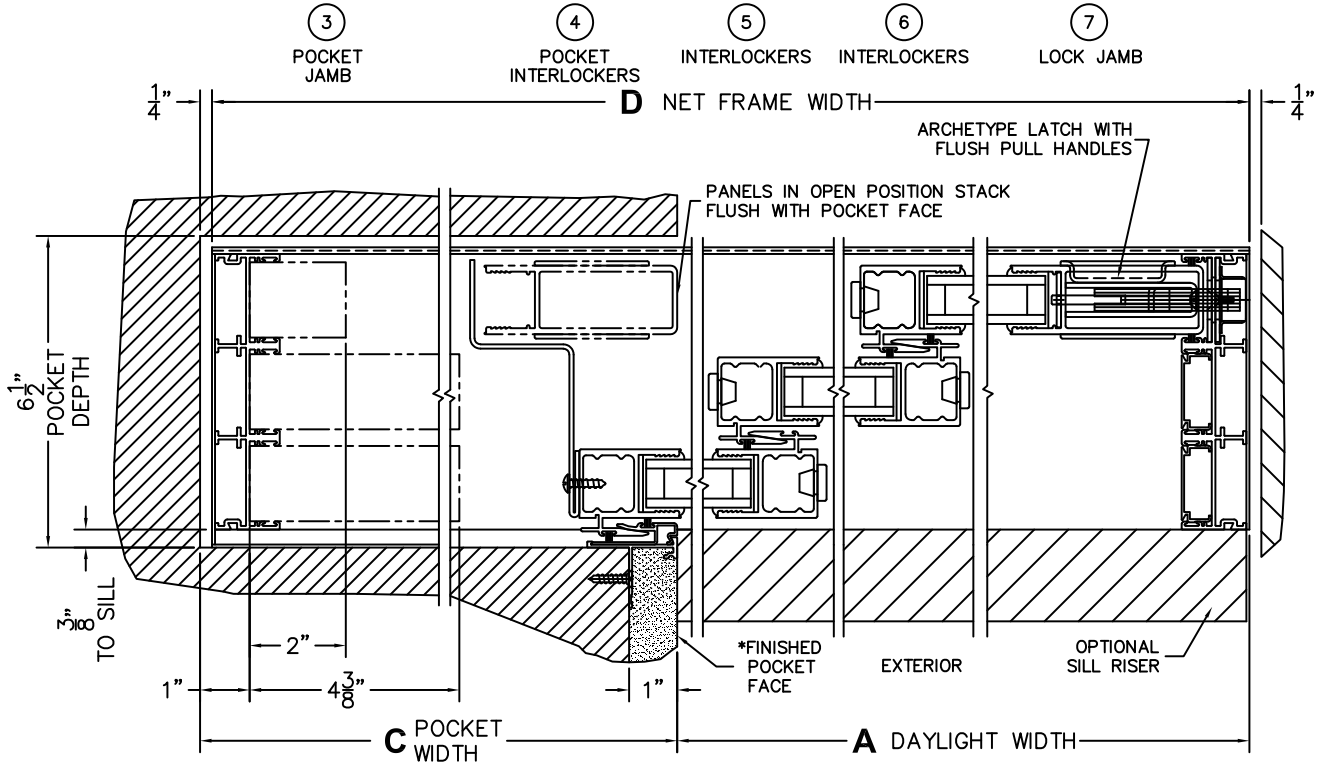 3
POCKET
JAMB
4
POCKET
INTERLOCKERS
5
INTERLOCKERS
6
INTERLOCKERS
7
LOCK JAMB
1/4"
D NET FRAME WIDTH
1/4"
ARCHETYPE LATCH WITH
FLUSH PULL HANDLES
PANELS IN OPEN POSITION STACK
FLUSH WITH POCKET FACE
6 1/2"
POCKET
DEPTH
3/8"
TO SILL
2"
1"
4 3/8"
1"
*FINISHED
POCKET
FACE
EXTERIOR
OPTIONAL
SILL RISER
C POCKET
WIDTH
A DAYLIGHT WIDTH